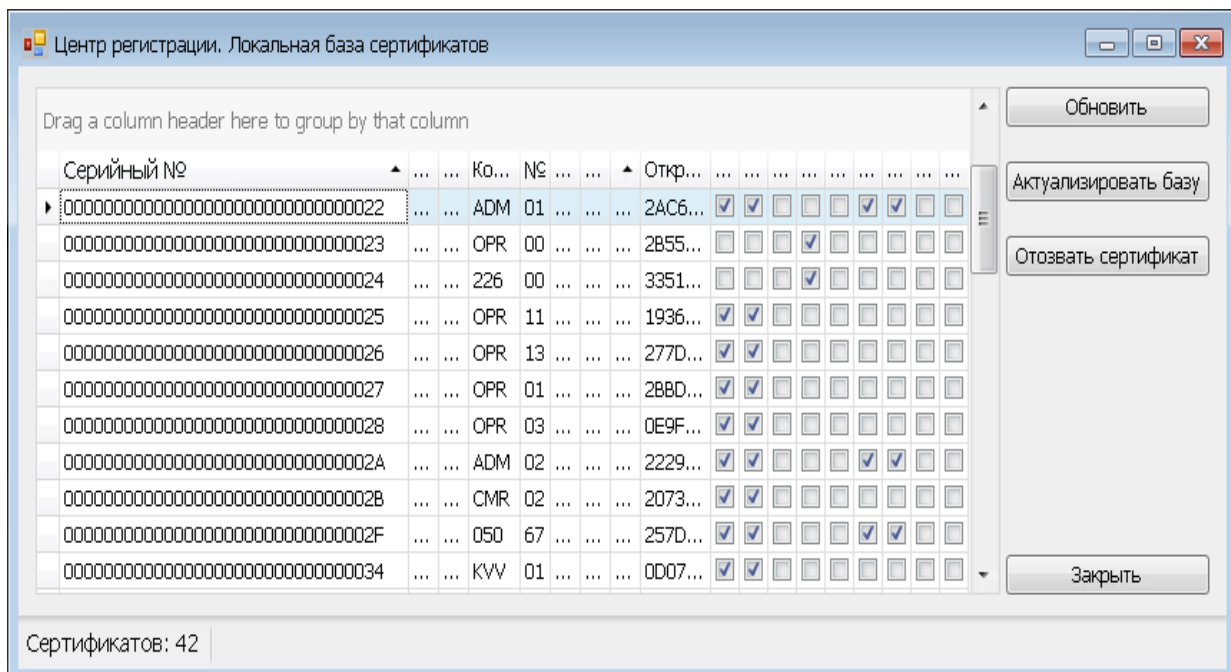 Центр регистрации. Локальная база сертификатов
Drag a column header here to group by that column
Обновить
Актуализировать базу
Отозвать сертификат
Серийный № ... ... Ко... № ... ... Откр... ... ... ... ... ... ... ... ... ...
00000000000000000000000000000022 ... ... ADM 01 ... ... ... 2AC6...
00000000000000000000000000000023 ... ... OPR 00 ... ... ... 2B55...
00000000000000000000000000000024 ... ... 226 00 ... ... ... 3351...
00000000000000000000000000000025 ... ... OPR 11 ... ... ... 1936...
00000000000000000000000000000026 ... ... OPR 13 ... ... ... 277D...
00000000000000000000000000000027 ... ... OPR 01 ... ... ... 2BBD...
00000000000000000000000000000028 ... ... OPR 03 ... ... ... 0E9F...
0000000000000000000000000000002A ... ... ADM 02 ... ... ... 2229...
0000000000000000000000000000002B ... ... CMR 02 ... ... ... 2073...
0000000000000000000000000000002F ... ... 050 67 ... ... ... 257D...
00000000000000000000000000000034 ... ... KVV 01 ... ... ... 0D07...
Закрыть
Сертификатов: 42